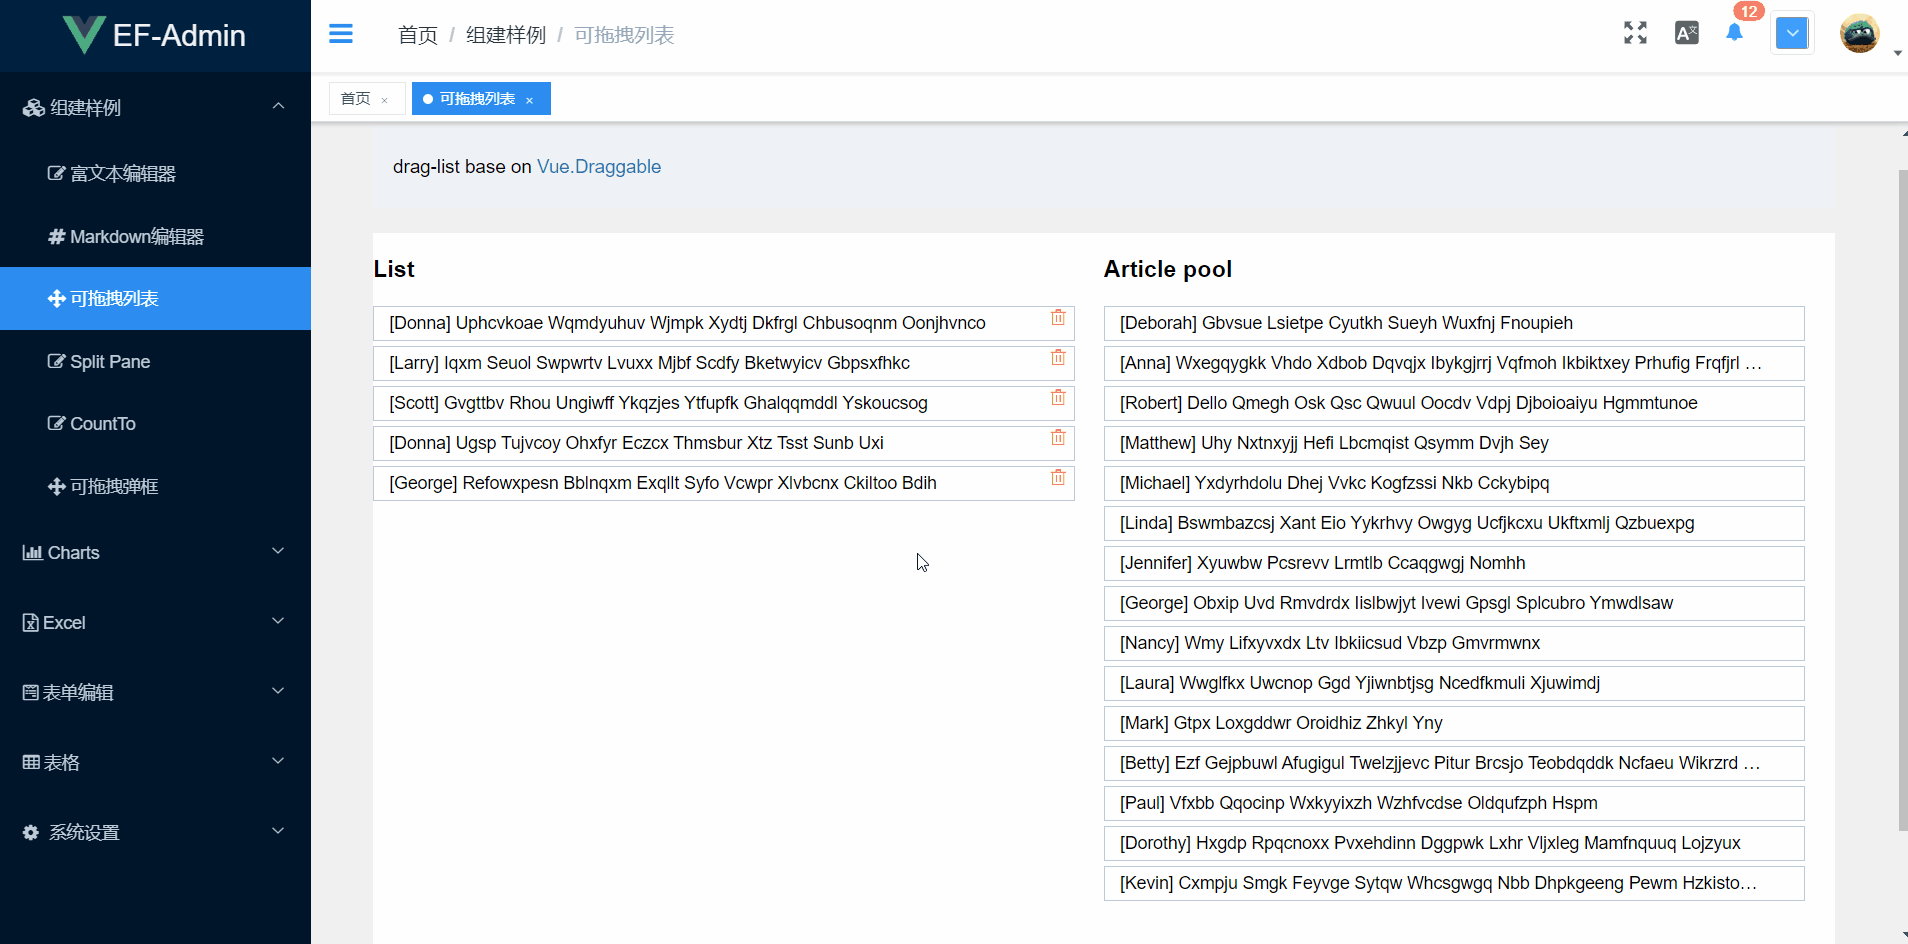 EF-Admin
首页 / 组建样例 / 可拖拽列表
12
首页 ×
可拖拽列表 ×
组建样例
富文本编辑器
Markdown编辑器
可拖拽列表
Split Pane
CountTo
可拖拽弹框
Charts
Excel
表单编辑
表格
系统设置
drag-list base on Vue.Draggable
List
[Donna] Uphcvkoae Wqmdyuhuv Wjmpk Xydtj Dkfrgl Chbusoqnm Oonjhvnco
[Larry] Iqxm Seuol Swpwrtv Lvuxx Mjbf Scdfy Bketwyicv Gbpsxfhkc
[Scott] Gvgttbv Rhou Ungiwff Ykqzjes Ytfupfk Ghalqqmddl Yskoucsog
[Donna] Ugsp Tujvcoy Ohxfyr Eczcx Thmsbur Xtz Tsst Sunb Uxi
[George] Refowxpesn Bblnqxm Exqllt Syfo Vcwpr Xlvbcnx Ckiltoo Bdih
Article pool
[Deborah] Gbvsue Lsietpe Cyutkh Sueyh Wuxfnj Fnoupieh
[Anna] Wxegqygkk Vhdo Xdbob Dqvqjx Ibykgjrrj Vqfmoh Ikbiktxey Prhufig Frqfjrl …
[Robert] Dello Qmegh Osk Qsc Qwuul Oocdv Vdpj Djboioaiyu Hgmmtunoe
[Matthew] Uhy Nxtnxyjj Hefi Lbcmqist Qsymm Dvjh Sey
[Michael] Yxdyrhdolu Dhej Vvkc Kogfzssi Nkb Cckybipq
[Linda] Bswmbazcsj Xant Eio Yykrhvy Owgyg Ucfjkcxu Ukftxmlj Qzbuexpg
[Jennifer] Xyuwbw Pcsrevv Lrmtlb Ccaqgwgj Nomhh
[George] Obxip Uvd Rmvdrdx Iislbwjyt Ivewi Gpsgl Splcubro Ymwdlsaw
[Nancy] Wmy Lifxyvxdx Ltv Ibkiicsud Vbzp Gmvrmwnx
[Laura] Wwglfkx Uwcnop Ggd Yjiwnbtjsg Ncedfkmuli Xjuwimdj
[Mark] Gtpx Loxgddwr Oroidhiz Zhkyl Yny
[Betty] Ezf Gejpbuwl Afugigul Twelzjjevc Pitur Brcsjo Teobdqddk Ncfaeu Wikrzrd …
[Paul] Vfxbb Qqocinp Wxkyyixzh Wzhfvcdse Oldqufzph Hspm
[Dorothy] Hxgdp Rpqcnoxx Pvxehdinn Dggpwk Lxhr Vljxleg Mamfnquuq Lojzyux
[Kevin] Cxmpju Smgk Feyvge Sytqw Whcsgwgq Nbb Dhpkgeeng Pewm Hzkisto…